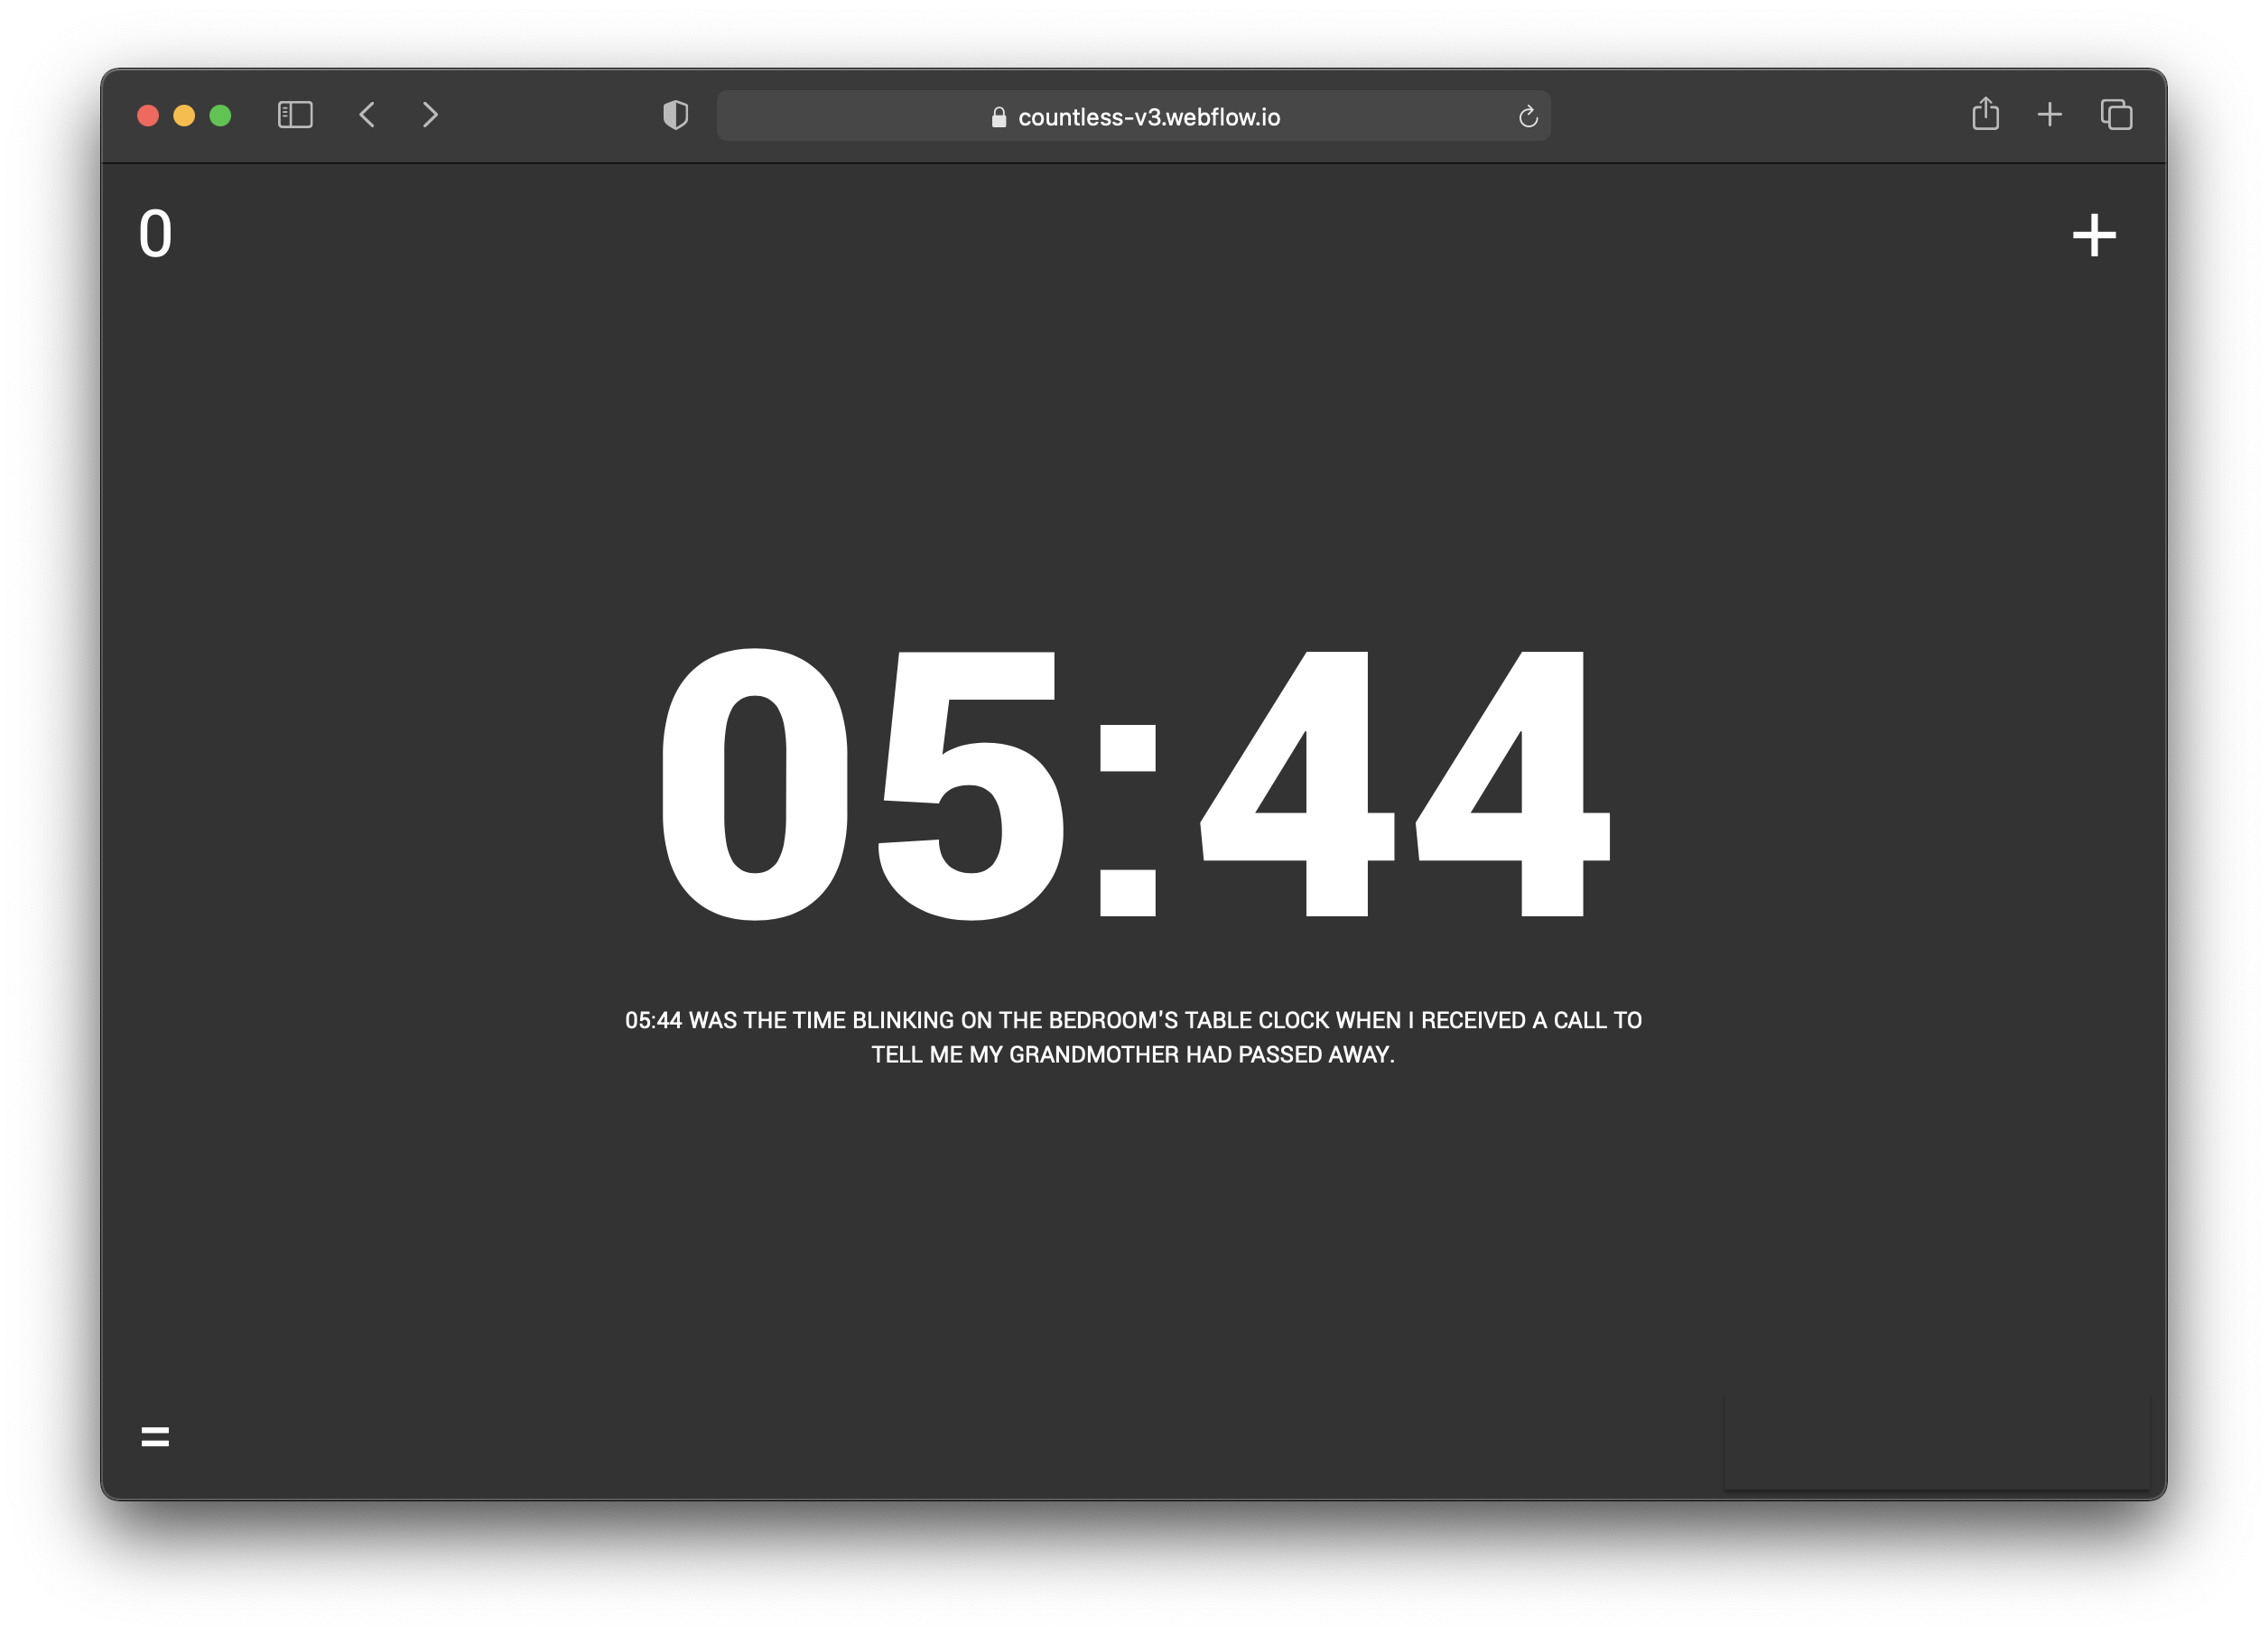 countless-v3.webflow.io
0
+
05:44
05:44 WAS THE TIME BLINKING ON THE BEDROOM'S TABLE CLOCK WHEN I RECEIVED A CALL TO
TELL ME MY GRANDMOTHER HAD PASSED AWAY.
=